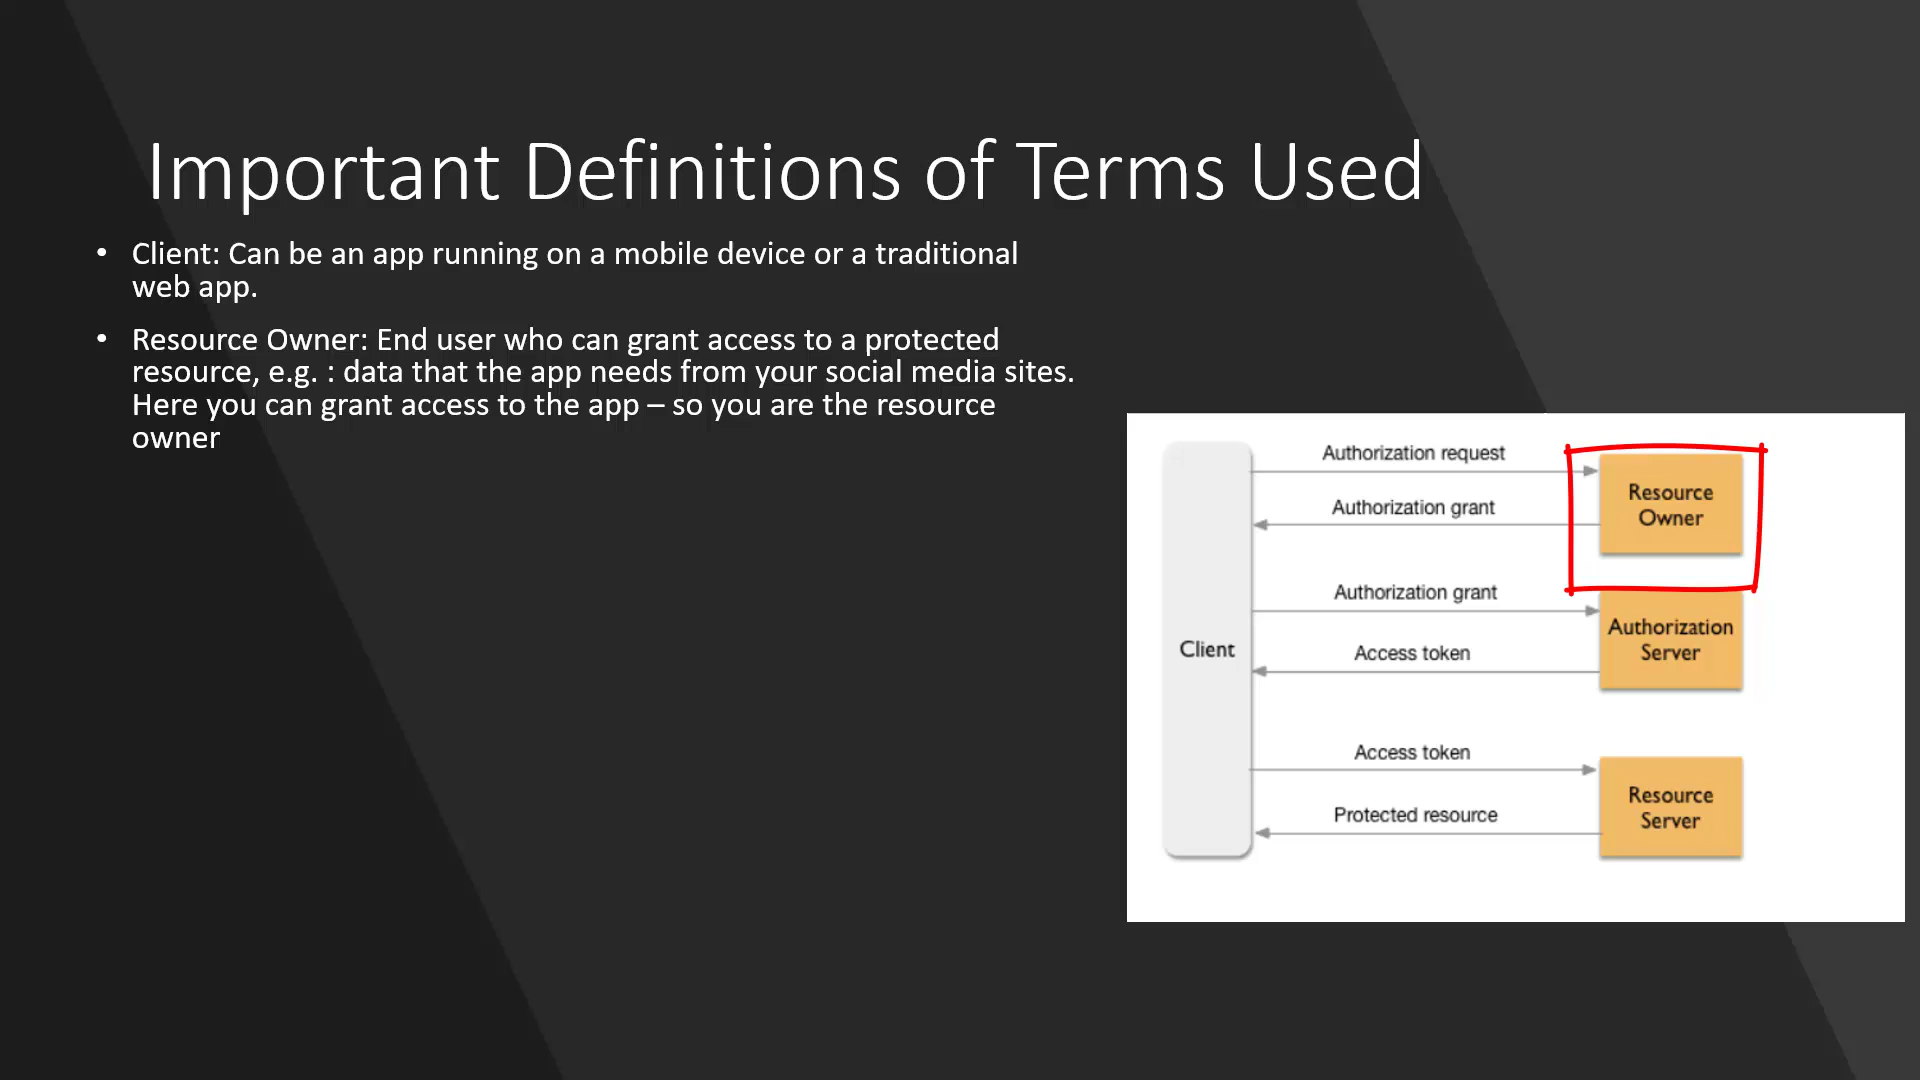 Important Definitions of Terms Used
• Client: Can be an app running on a mobile device or a traditional
web app.
• Resource Owner: End user who can grant access to a protected
resource, e.g. : data that the app needs from your social media sites.
Here you can grant access to the app – so you are the resource
owner
Authorization request
Resource
Owner
Authorization grant
Authorization grant
Authorization
Server
Client
Access token
Access token
Resource
Server
Protected resource